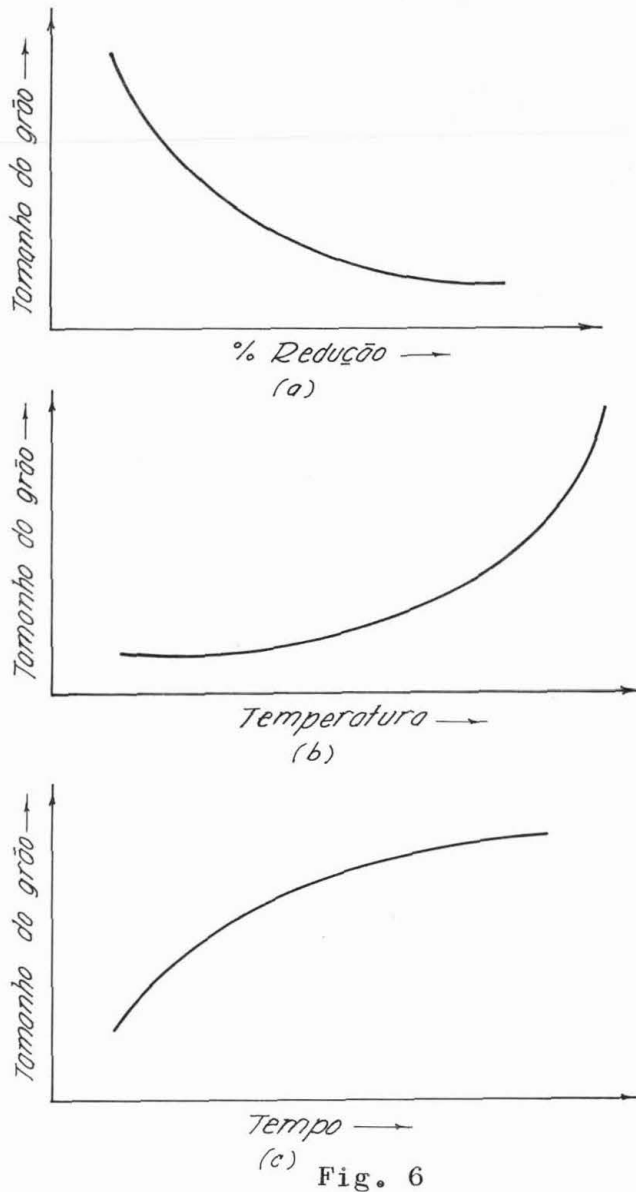 Tamanho do grão
% Redução
(a)
Tamanho do grão
Temperatura
(b)
Tamanho do grão
Tempo
(c)
Fig. 6